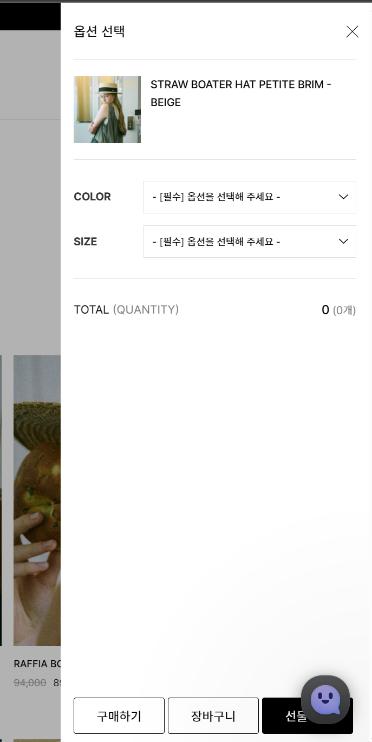 옵션 선택
STRAW BOATER HAT PETITE BRIM -
BEIGE
COLOR
- [필수] 옵션을 선택해 주세요 -
SIZE
- [필수] 옵션을 선택해 주세요 -
TOTAL (QUANTITY)
0 (0개)
RAFFIA BO
94,000
구매하기
장바구니